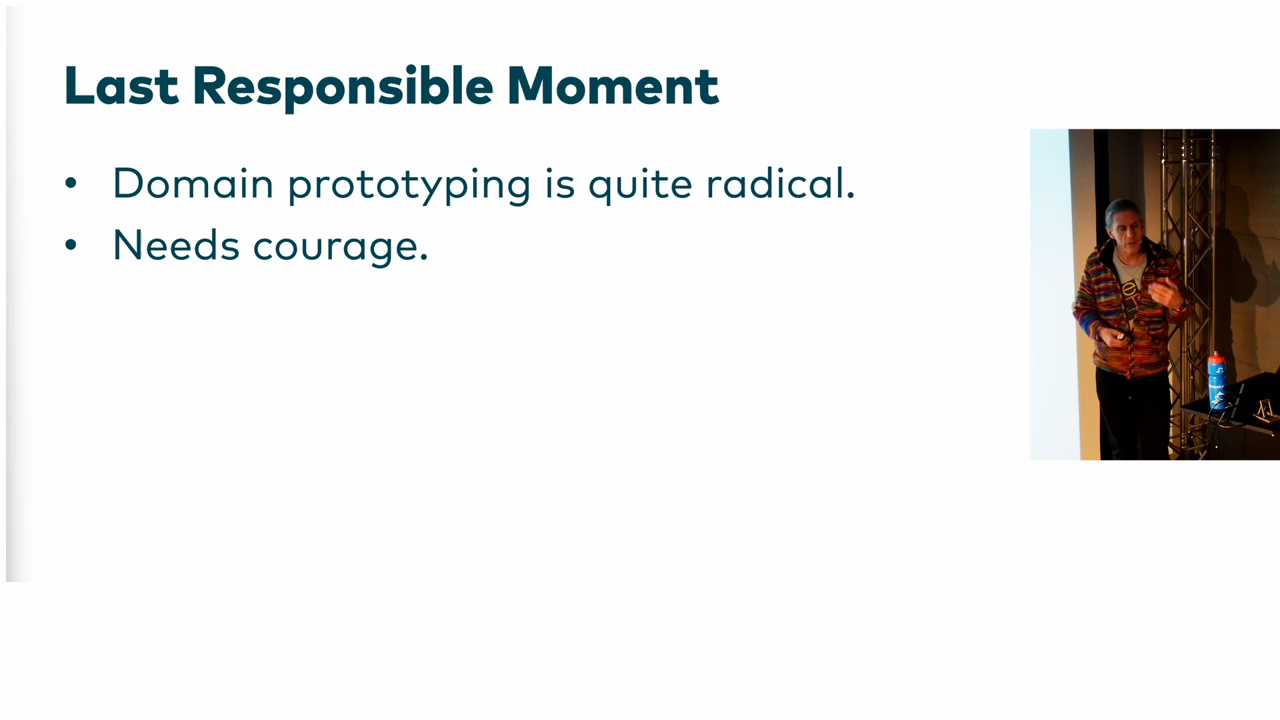 Last Responsible Moment
• Domain prototyping is quite radical.
• Needs courage.